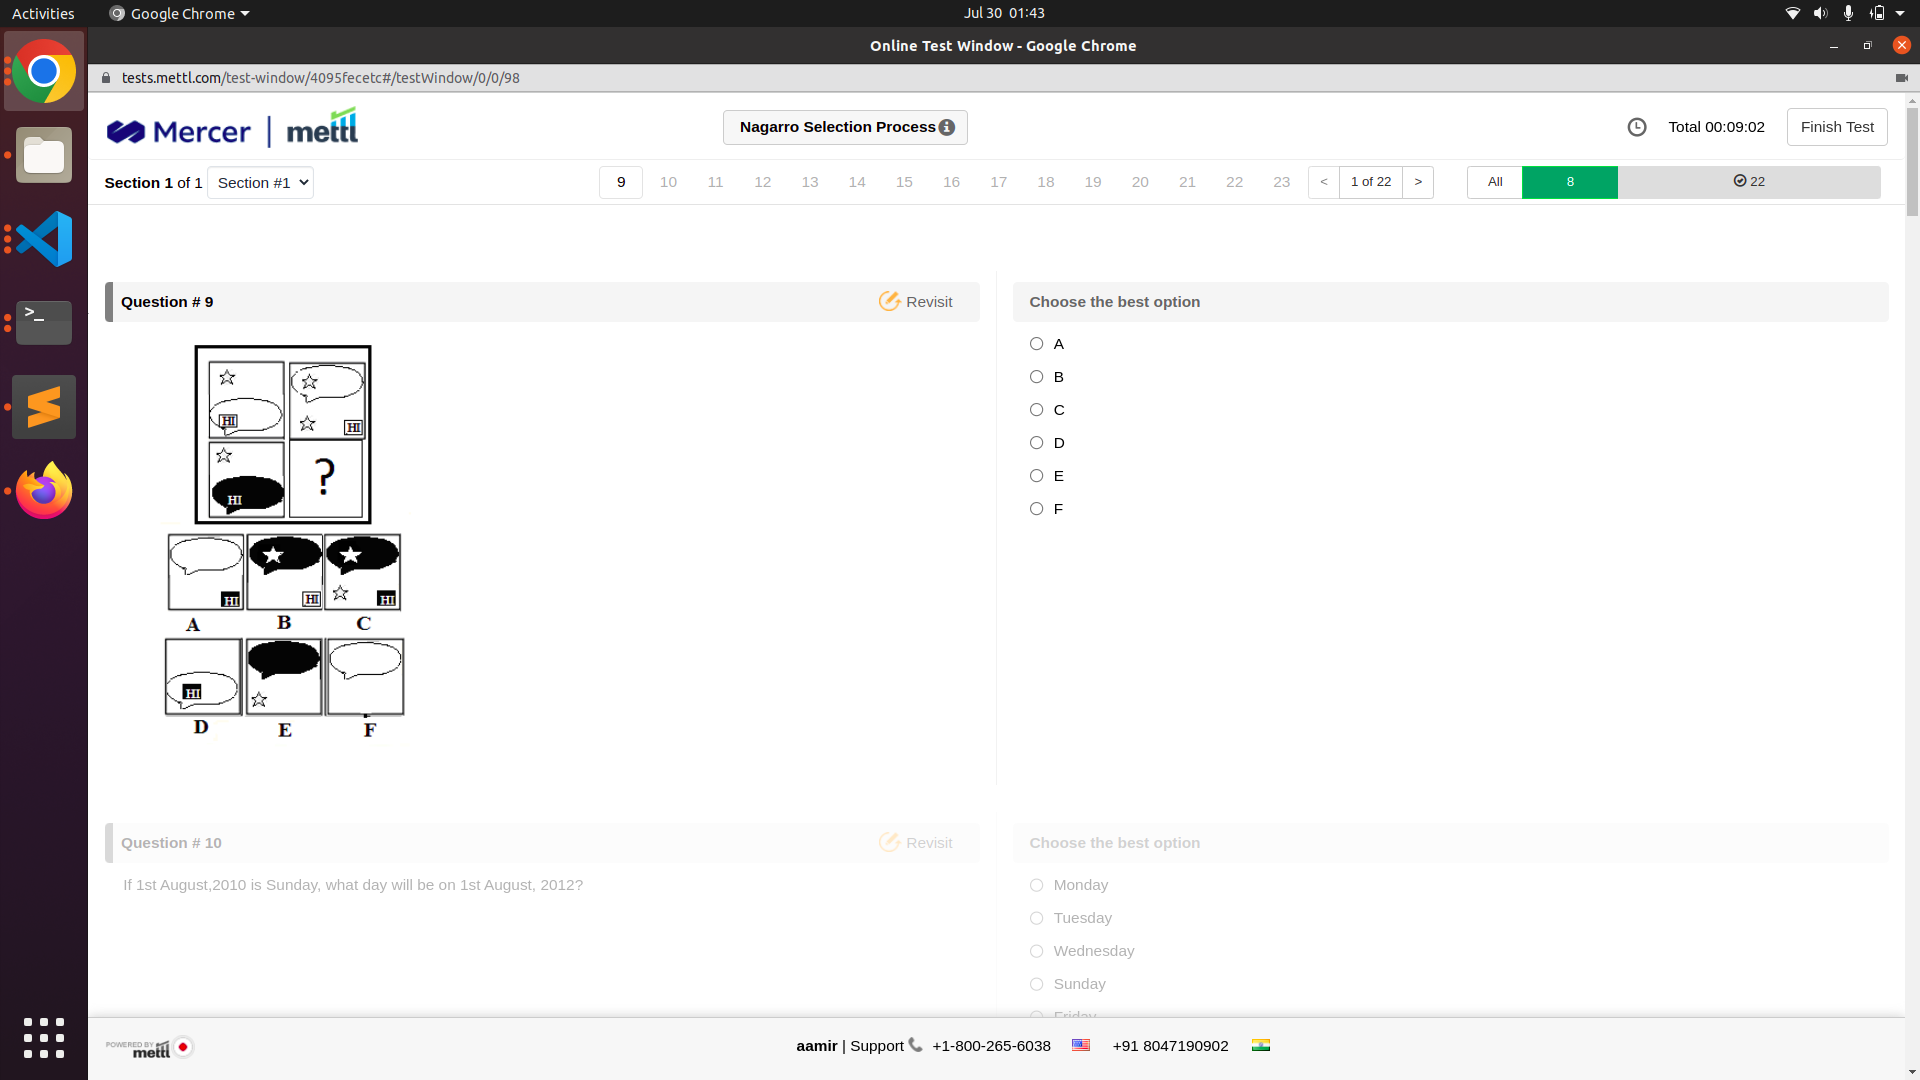 Activities
Google Chrome
Jul 30 01:43
Online Test Window - Google Chrome
tests.mettl.com/test-window/4095fecetc#/testWindow/0/0/98
Mercer | mettl
Nagarro Selection Process
Total 00:09:02
Finish Test
Section 1 of 1
Section #1
9 10 11 12 13 14 15 16 17 18 19 20 21 22 23
< 1 of 22 >
All
8
22
Question # 9
Revisit
Choose the best option
HI
HI
HI
?
HI
HI
HI
A
B
C
HI
D
E
F
A
B
C
D
E
F
Question # 10
Revisit
Choose the best option
If 1st August,2010 is Sunday, what day will be on 1st August, 2012?
Monday
Tuesday
Wednesday
Sunday
Friday
POWERED BY
mettl
aamir | Support +1-800-265-6038 +91 8047190902